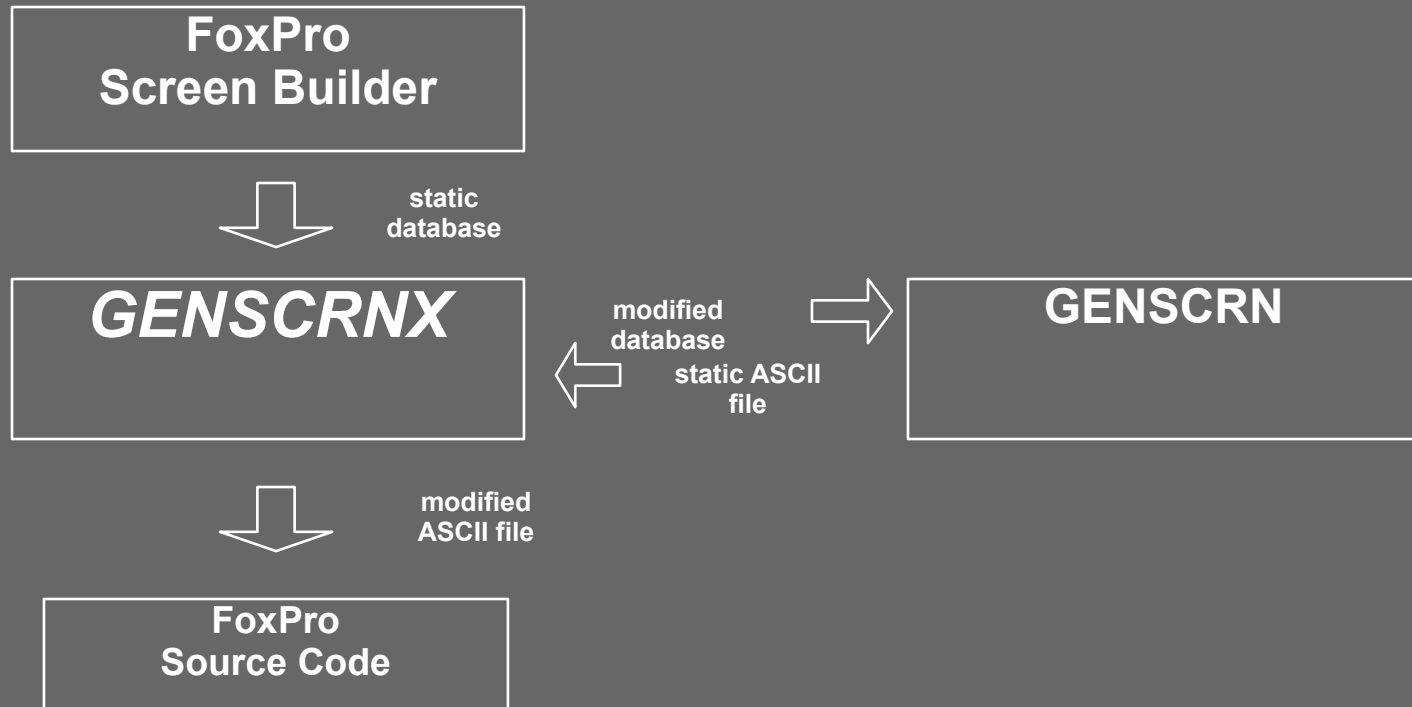 FoxPro
Screen Builder
static
database
GENSCRNX
modified
database
static ASCII
file
GENSCRN
modified
ASCII file
FoxPro
Source Code